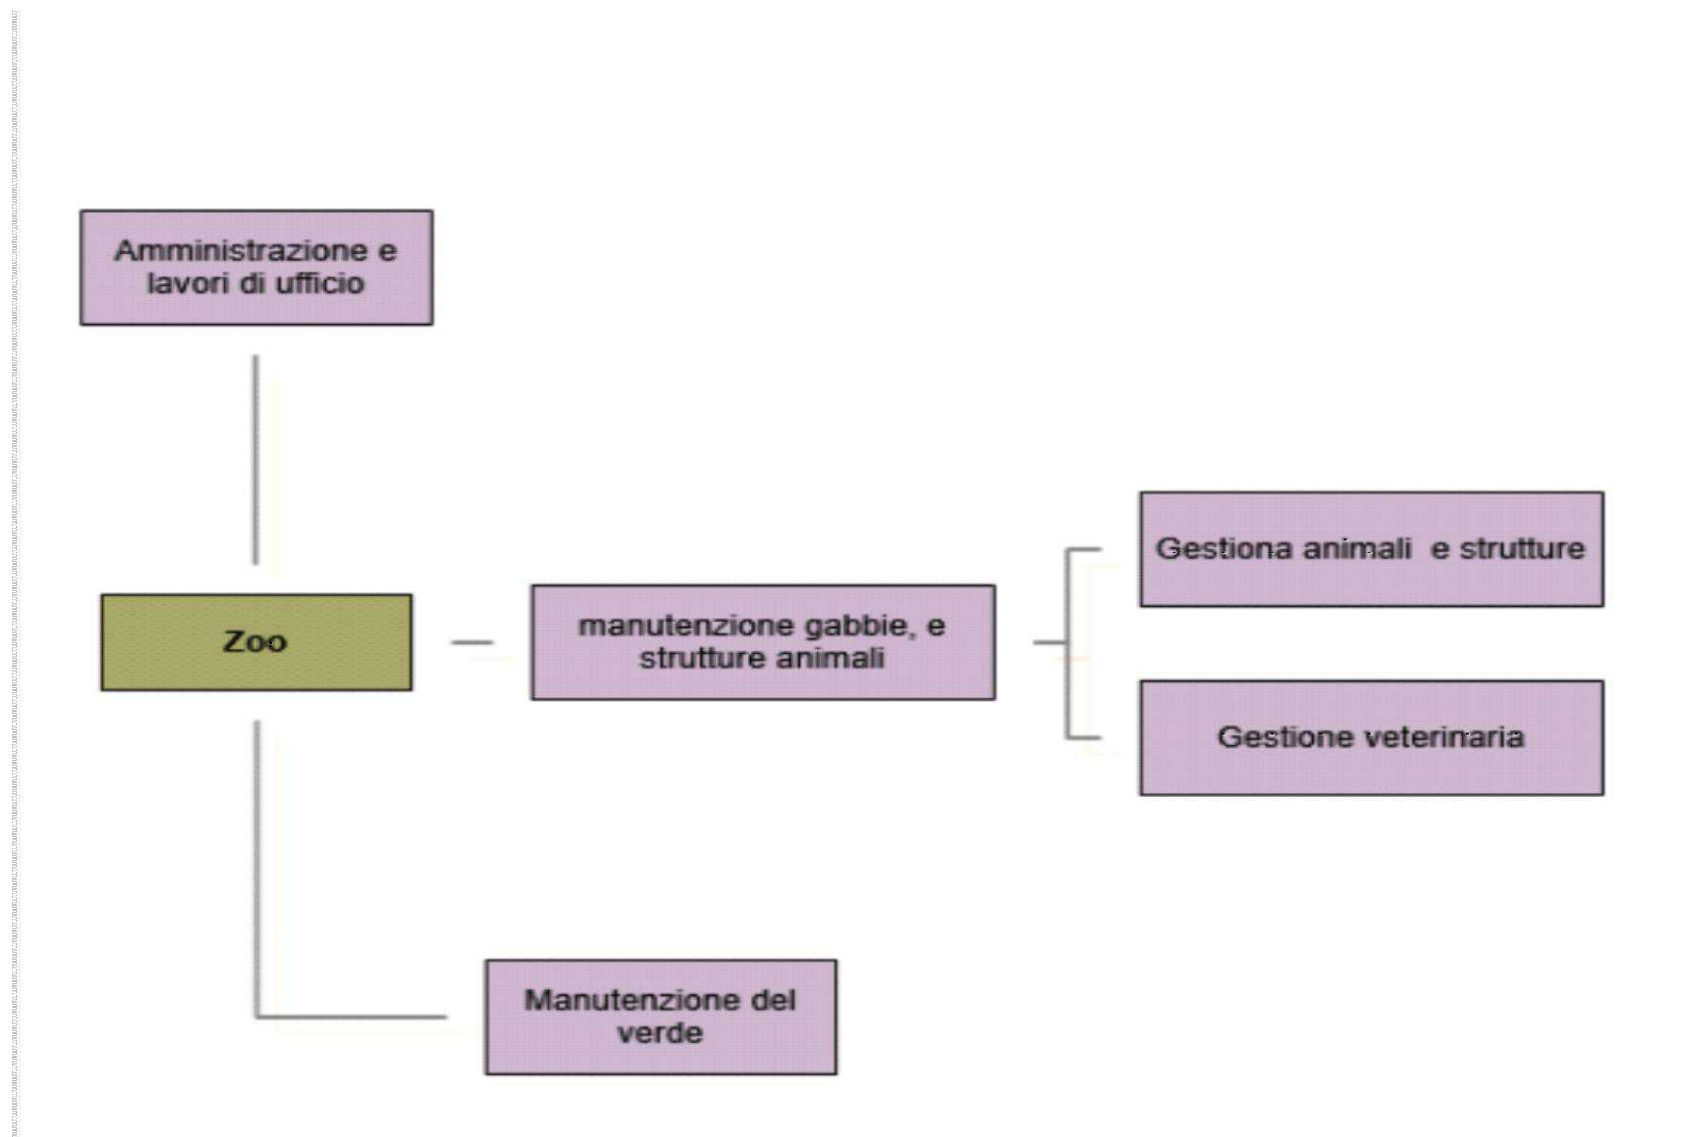 Amministrazione e
lavori di ufficio
Zoo
manutenzione gabbie, e
strutture animali
Gestiona animali  e strutture
Gestione veterinaria
Manutenzione del
verde